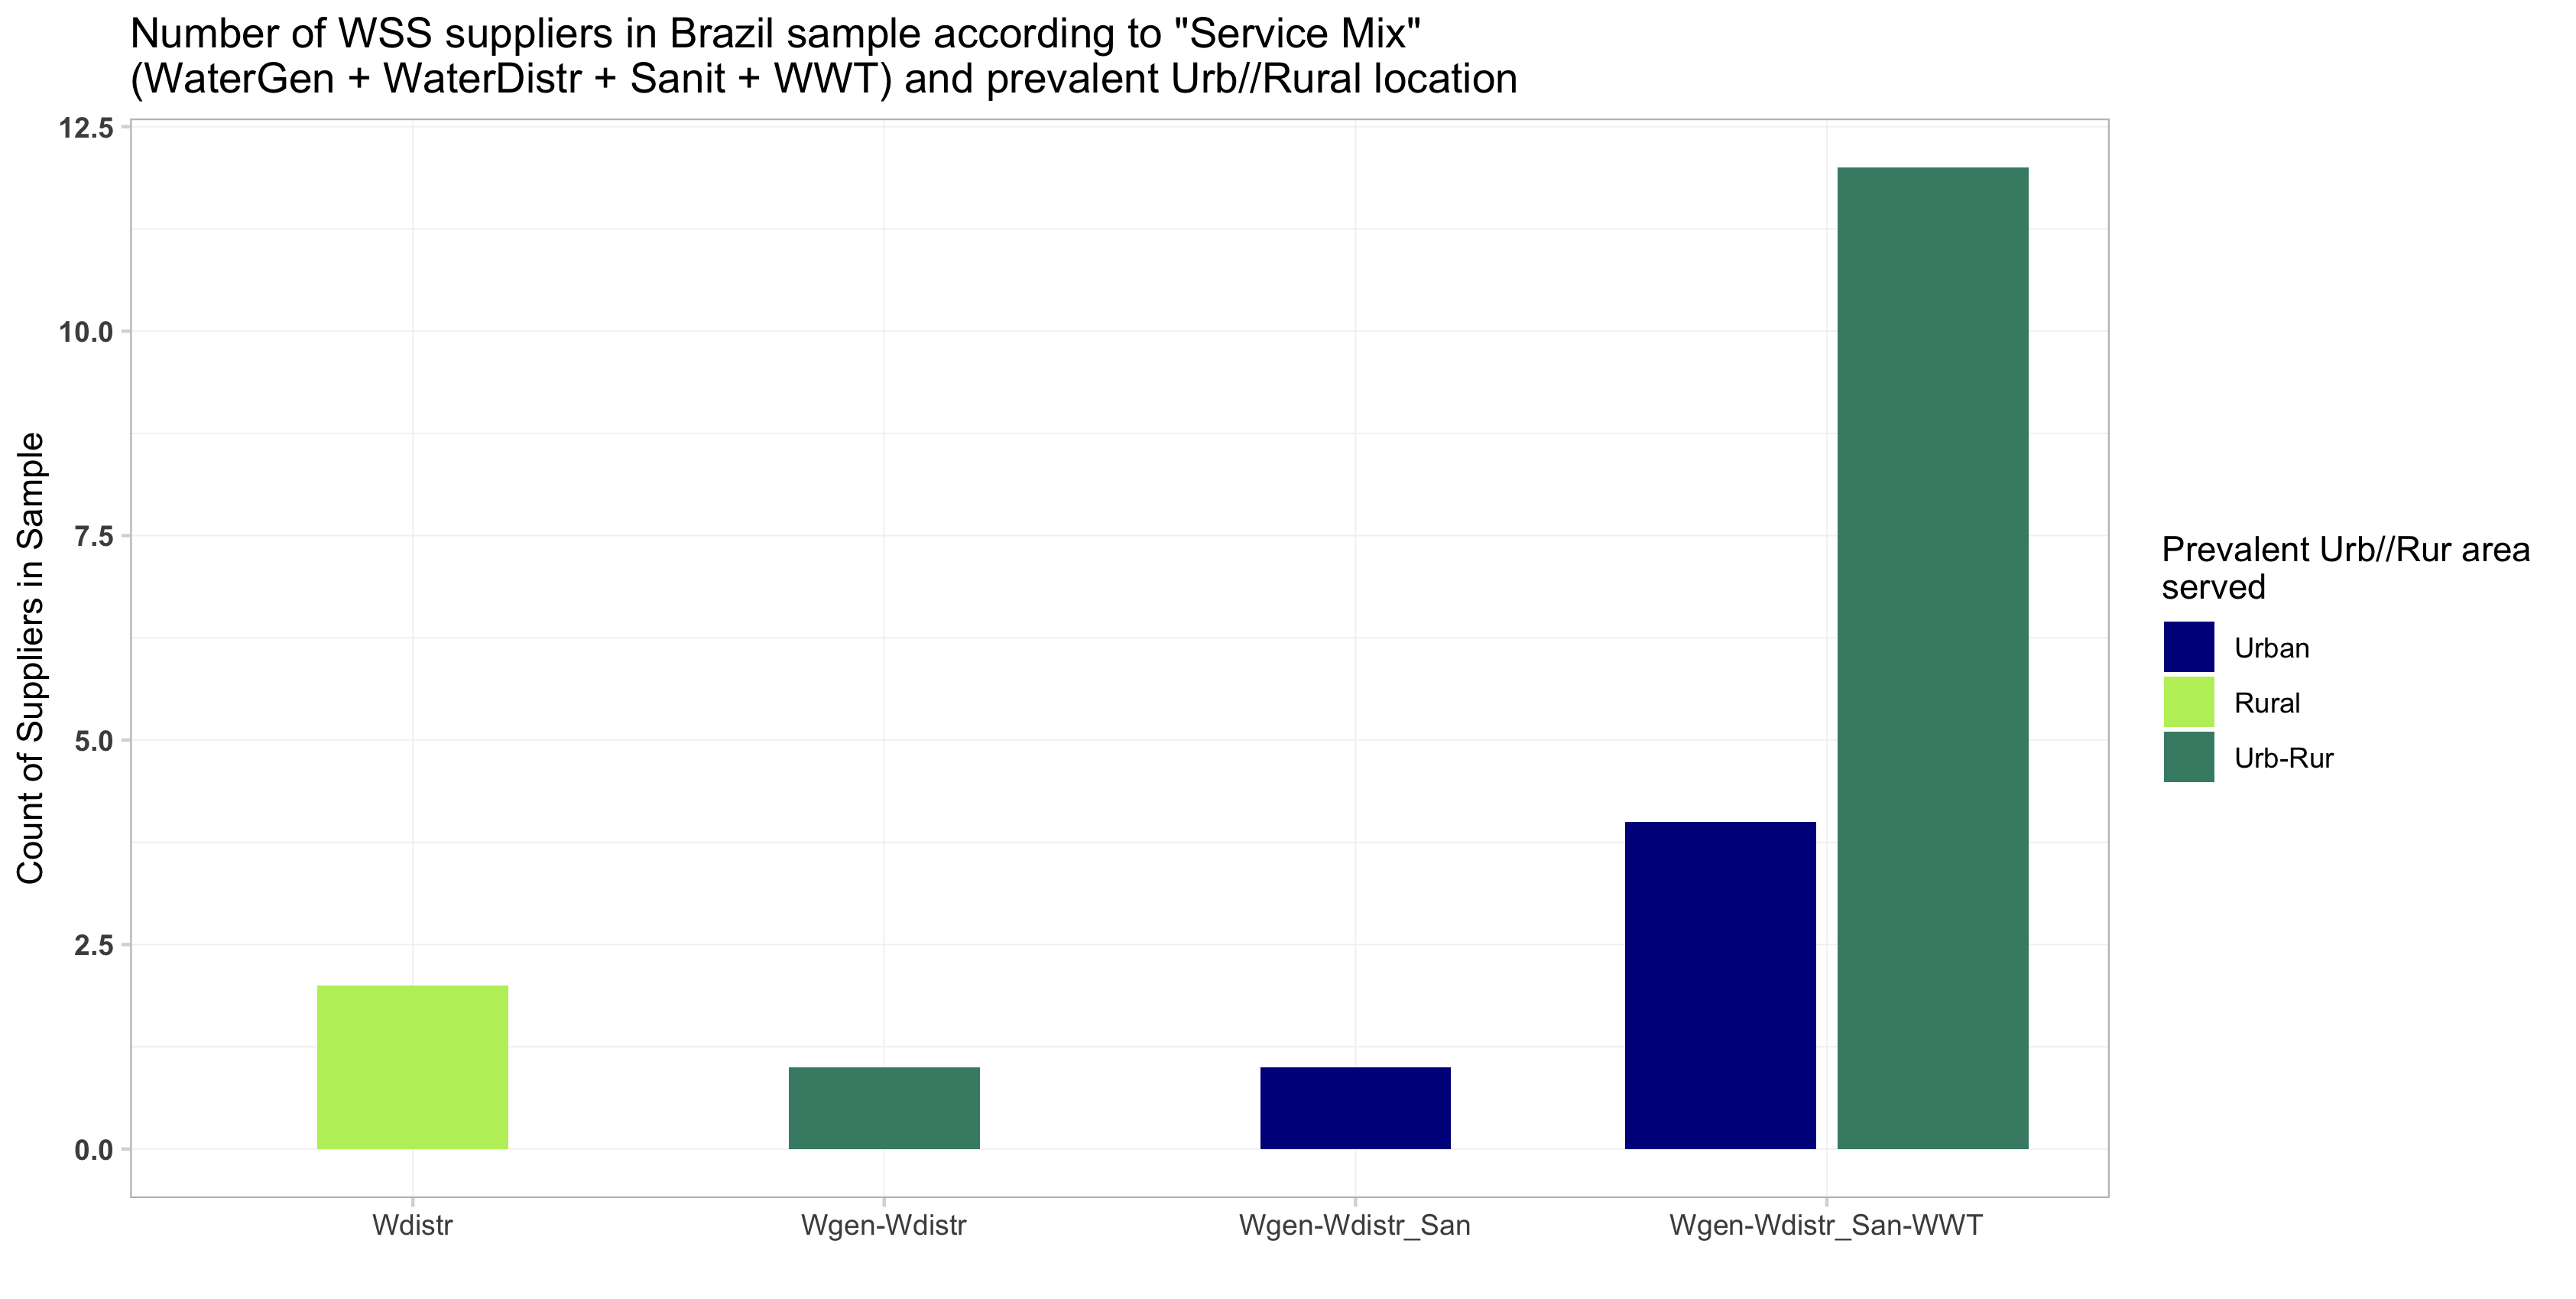 Number of WSS suppliers in Brazil sample according to "Service Mix"
(WaterGen + WaterDistr + Sanit + WWT) and prevalent Urb//Rural location
Count of Suppliers in Sample
12.5
10.0
7.5
5.0
2.5
0.0
Wdistr
Wgen-Wdistr
Wgen-Wdistr_San
Wgen-Wdistr_San-WWT
Prevalent Urb//Rur area
served
Urban
Rural
Urb-Rur